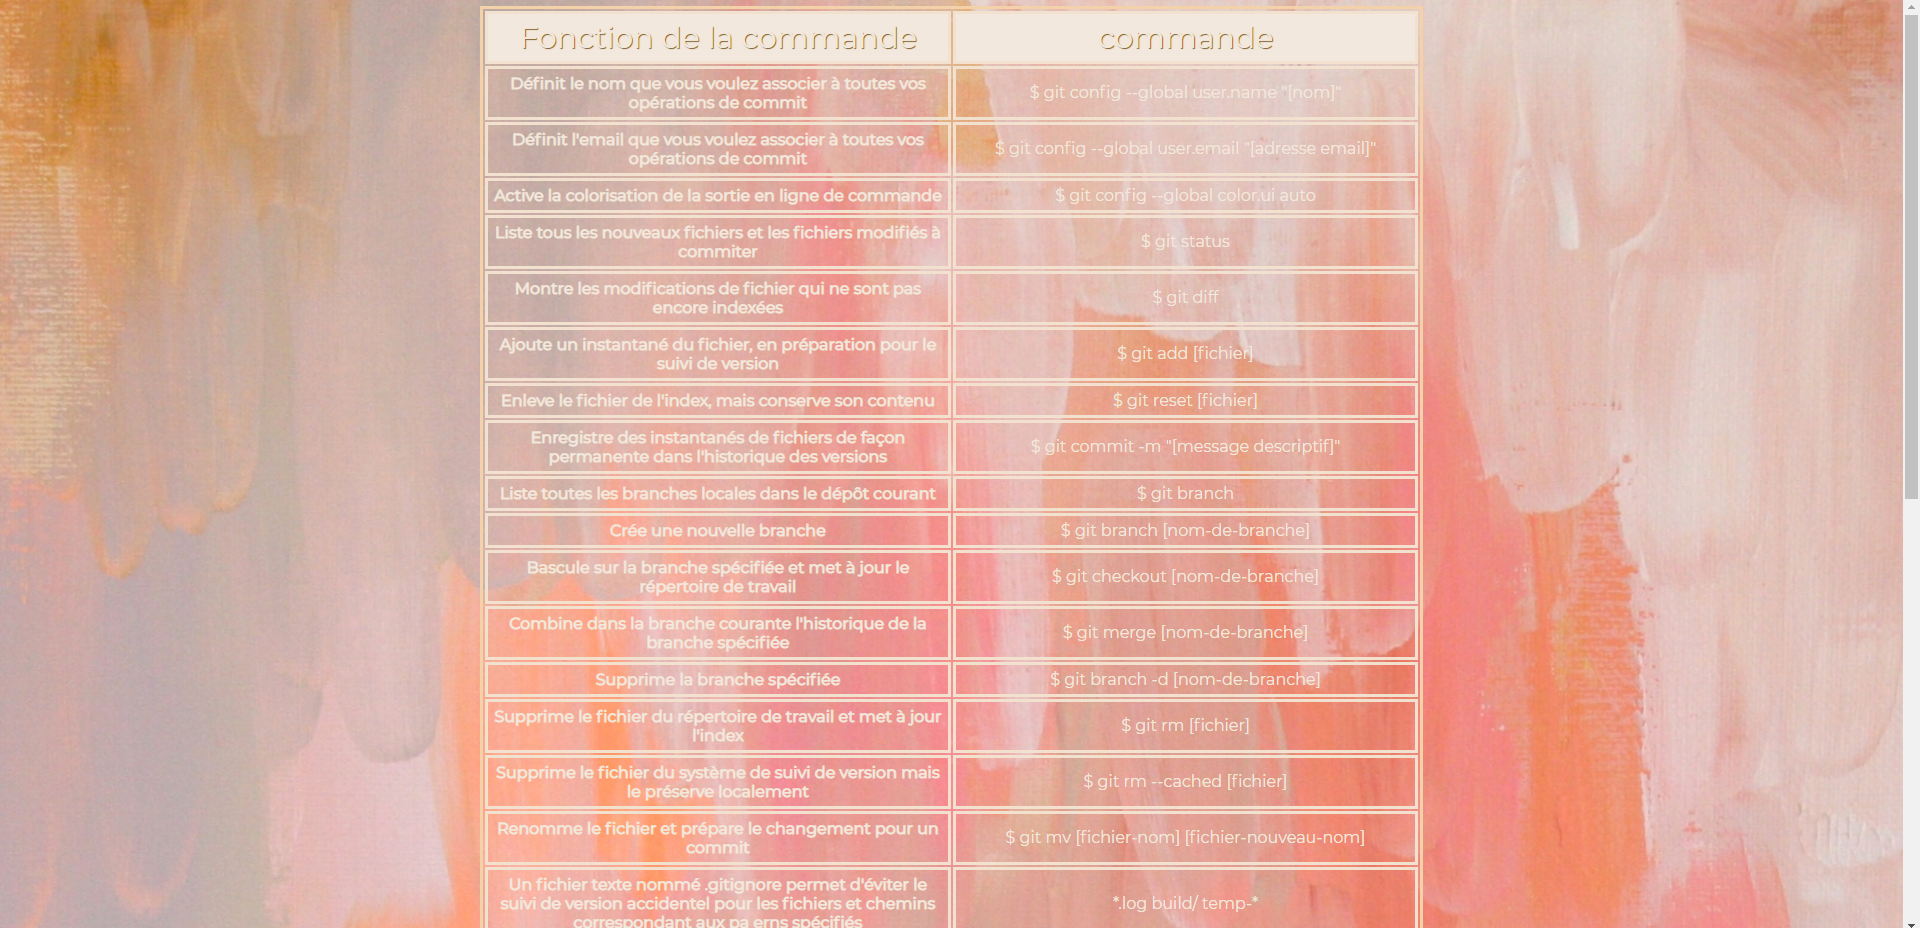 Fonction de la commande
commande
Définit le nom que vous voulez associer à toutes vos
opérations de commit
$ git config --global user.name "[nom]"
Définit l'email que vous voulez associer à toutes vos
opérations de commit
$ git config --global user.email "[adresse email]"
Active la colorisation de la sortie en ligne de commande
$ git config --global color.ui auto
Liste tous les nouveaux fichiers et les fichiers modifiés à
commiter
$ git status
Montre les modifications de fichier qui ne sont pas
encore indexées
$ git diff
Ajoute un instantané du fichier, en préparation pour le
suivi de version
$ git add [fichier]
Enleve le fichier de l'index, mais conserve son contenu
$ git reset [fichier]
Enregistre des instantanés de fichiers de façon
permanente dans l'historique des versions
$ git commit -m "[message descriptif]"
Liste toutes les branches locales dans le dépôt courant
$ git branch
Crée une nouvelle branche
$ git branch [nom-de-branche]
Bascule sur la branche spécifiée et met à jour le
répertoire de travail
$ git checkout [nom-de-branche]
Combine dans la branche courante l'historique de la
branche spécifiée
$ git merge [nom-de-branche]
Supprime la branche spécifiée
$ git branch -d [nom-de-branche]
Supprime le fichier du répertoire de travail et met à jour
l'index
$ git rm [fichier]
Supprime le fichier du système de suivi de version mais
le préserve localement
$ git rm --cached [fichier]
Renomme le fichier et prépare le changement pour un
commit
$ git mv [fichier-nom] [fichier-nouveau-nom]
Un fichier texte nommé .gitignore permet d'éviter le
suivi de version accidentel pour les fichiers et chemins
correspondant aux pa erns spécifiés
*.log build/ temp-*